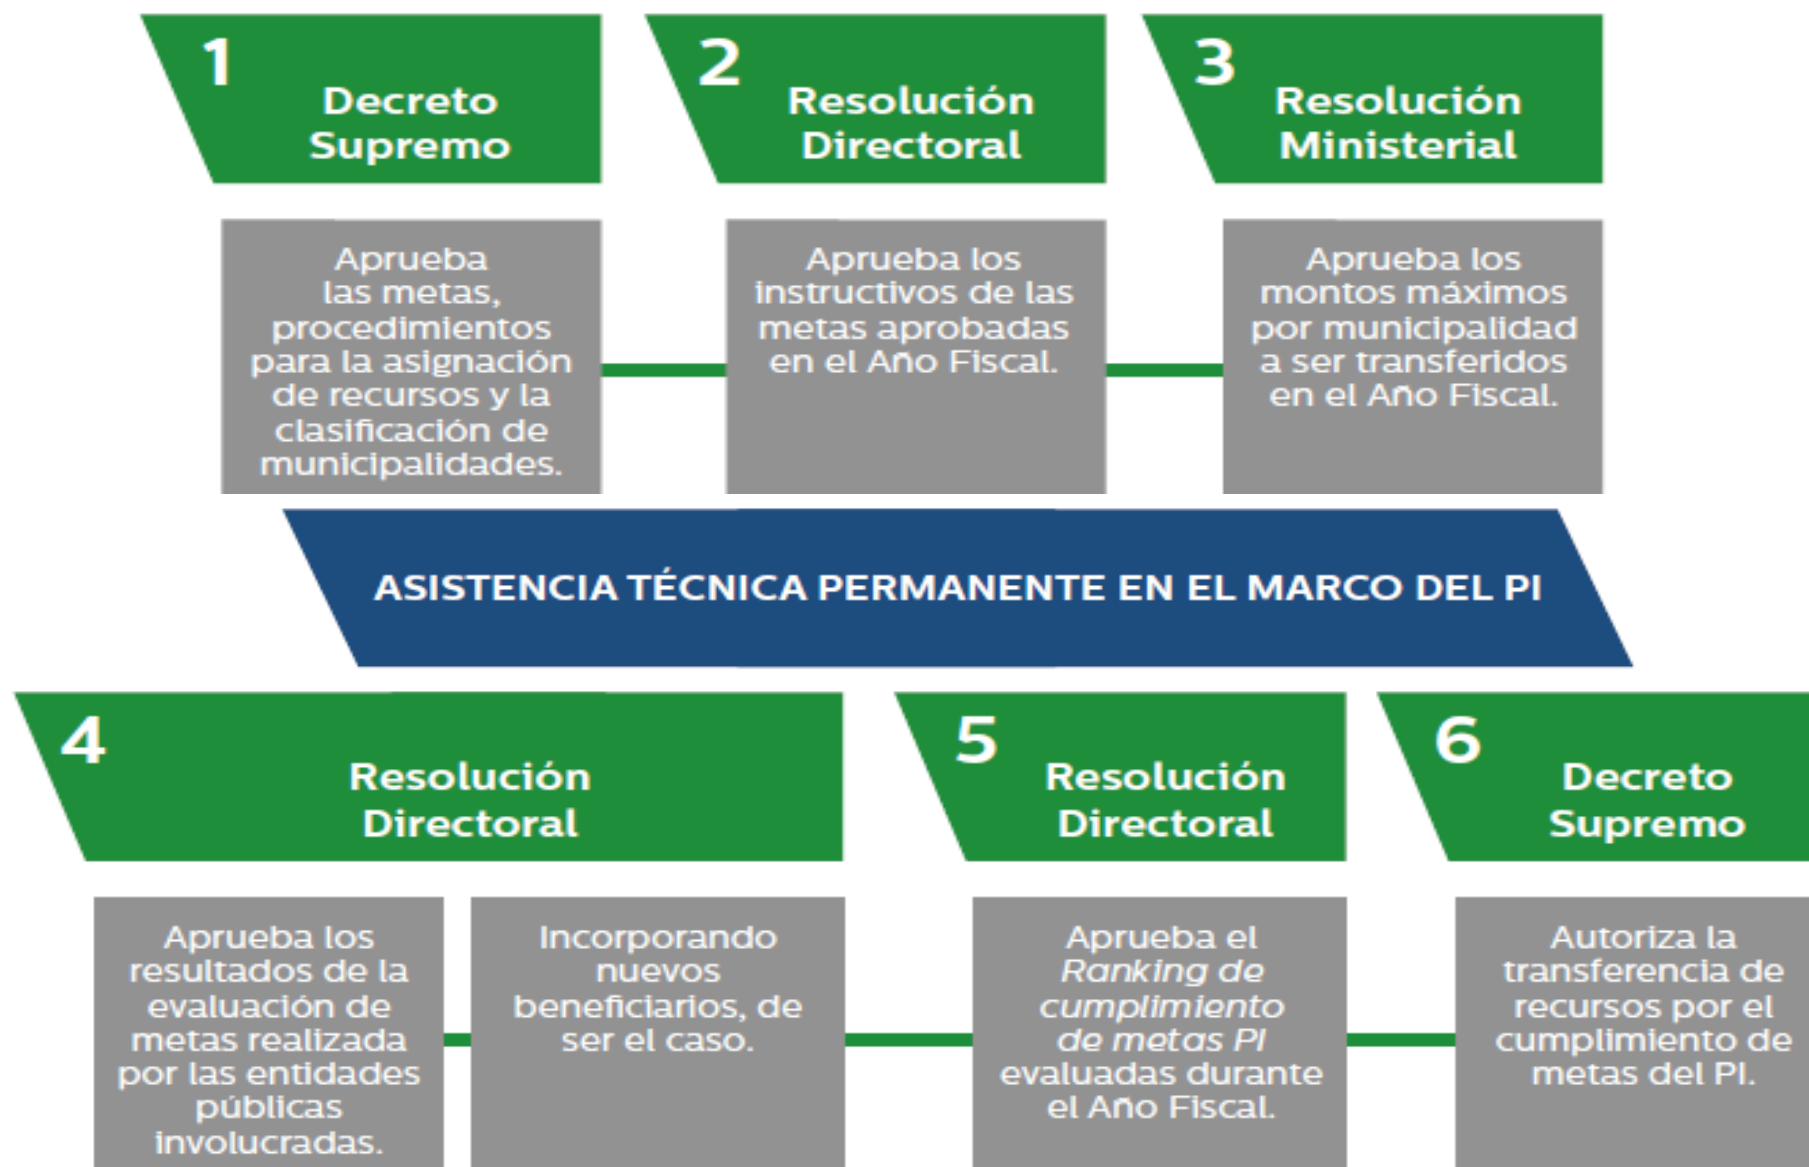 1
Decreto
Supremo
2
Resolución
Directoral
3
Resolución
Ministerial
Aprueba
las metas,
procedimientos
para la asignación
de recursos y la
clasificación de
municipalidades.
Aprueba los
instructivos de las
metas aprobadas
en el Año Fiscal.
Aprueba los
montos máximos
por municipalidad
a ser transferidos
en el Año Fiscal.
ASISTENCIA TÉCNICA PERMANENTE EN EL MARCO DEL PI
4
Resolución
Directoral
5
Resolución
Directoral
6
Decreto
Supremo
Aprueba los
resultados de la
evaluación de
metas realizada
por las entidades
públicas
involucradas.
Incorporando
nuevos
beneficiarios, de
ser el caso.
Aprueba el
Ranking de
cumplimiento
de metas PI
evaluadas durante
el Año Fiscal.
Autoriza la
transferencia de
recursos por el
cumplimiento de
metas del PI.